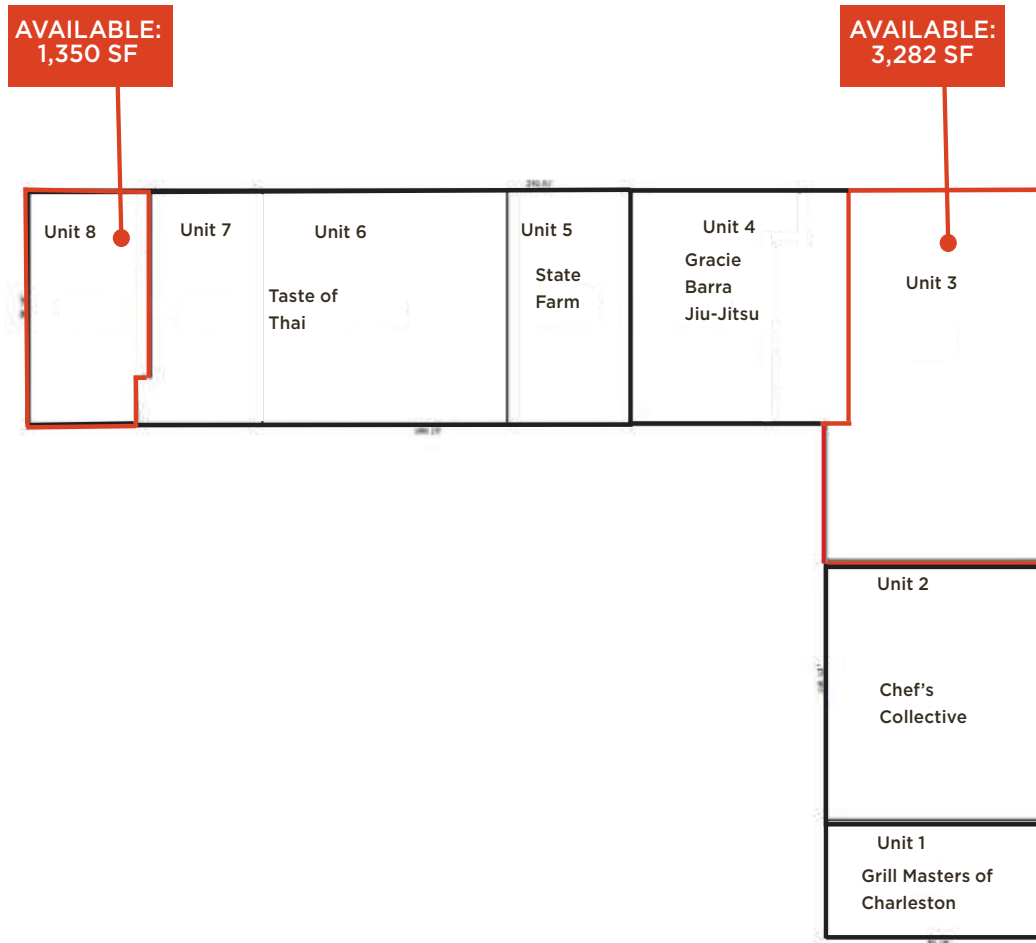 AVAILABLE:
1,350 SF
AVAILABLE:
3,282 SF
Unit 8
Unit 7
Unit 6
Taste of
Thai
Unit 5
State
Farm
Unit 4
Gracie
Barra
Jiu-Jitsu
Unit 3
Unit 2
Chef's
Collective
Unit 1
Grill Masters of
Charleston